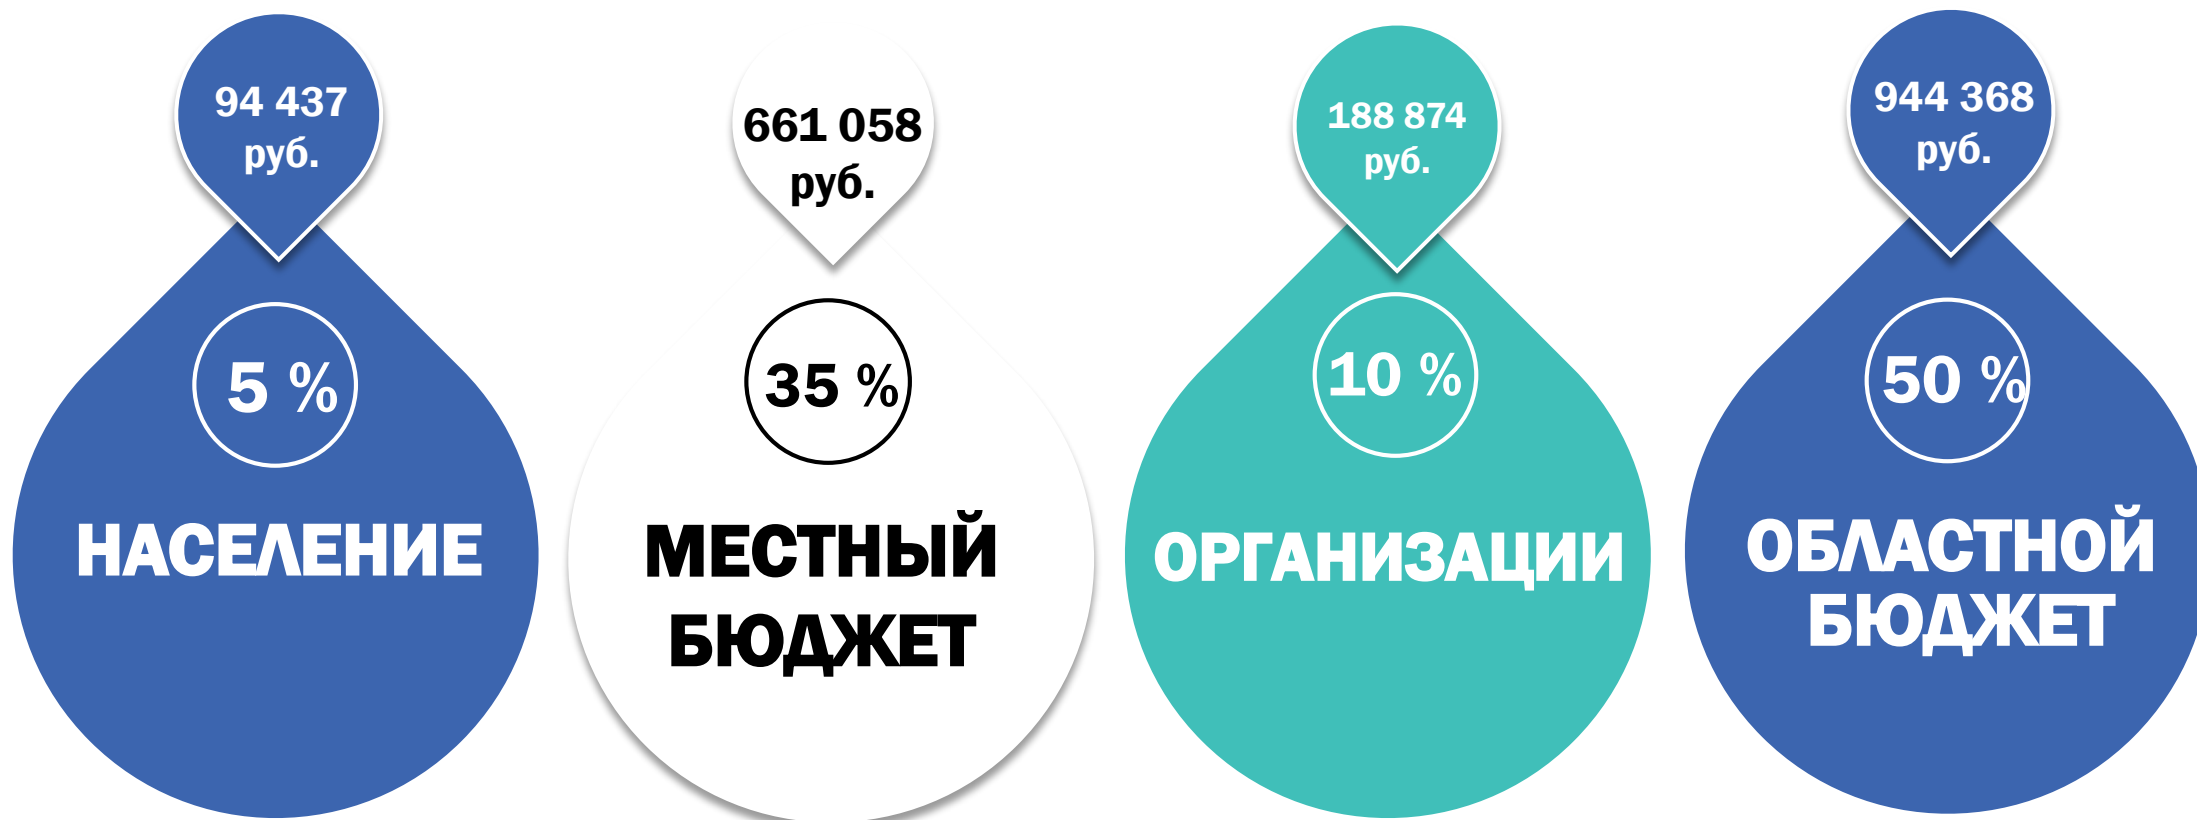 94 437
руб.
5 %
НАСЕЛЕНИЕ
661 058
руб.
35 %
МЕСТНЫЙ
БЮДЖЕТ
188 874
руб.
10 %
ОРГАНИЗАЦИИ
944 368
руб.
50 %
ОБЛАСТНОЙ
БЮДЖЕТ